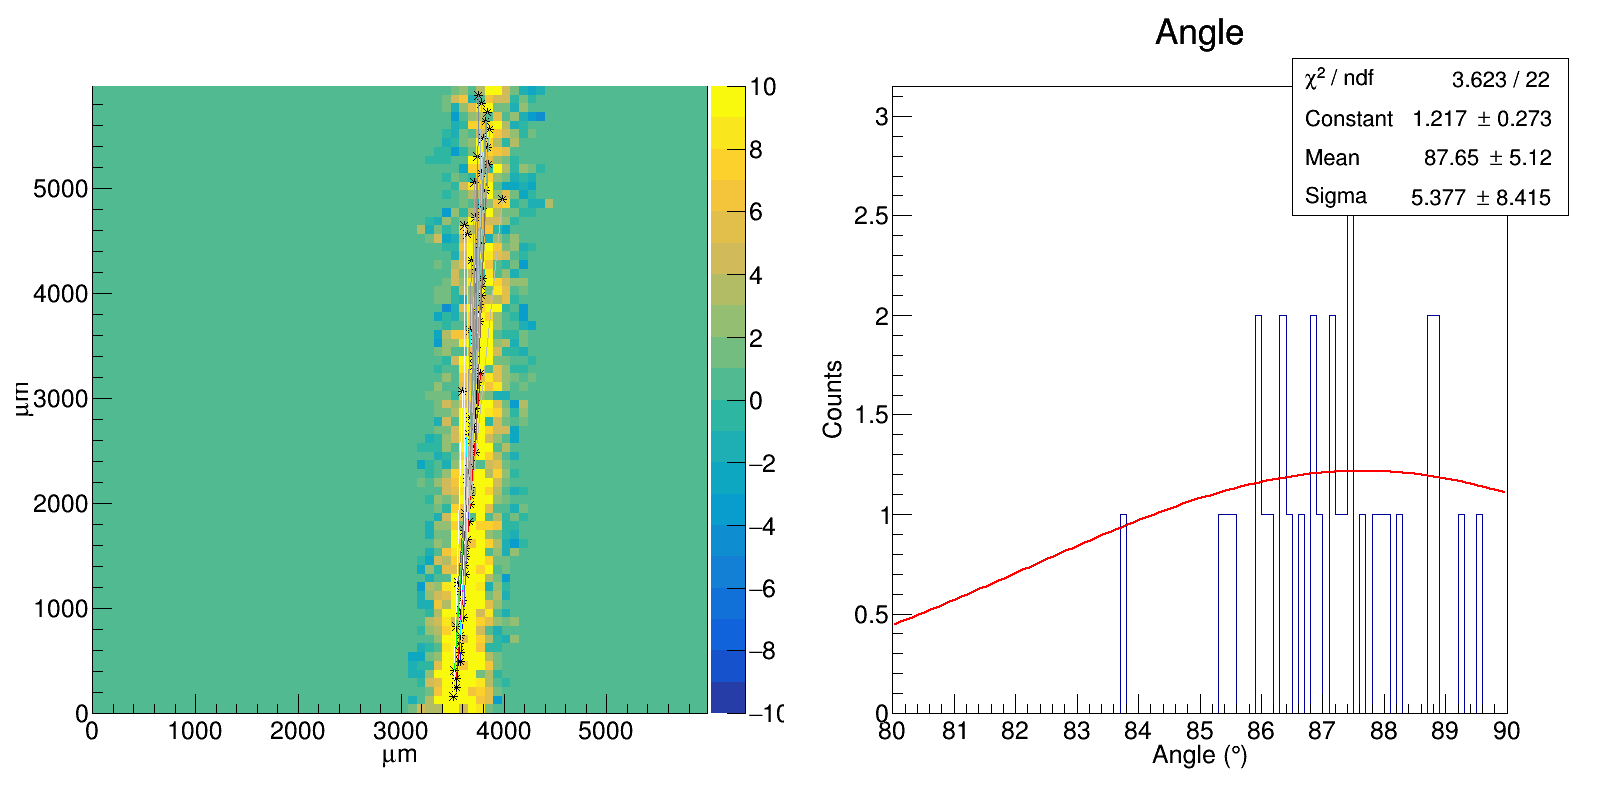 Angle
χ² / ndf 3.623 / 22
Constant 1.217 ± 0.273
Mean 87.65 ± 5.12
Sigma 5.377 ± 8.415
10
8
6
4
2
0
−2
−4
−6
−8
−10
5000
4000
3000
2000
1000
0
μm
0 1000 2000 3000 4000 5000
μm
3
2.5
2
1.5
1
0.5
0
Counts
80 81 82 83 84 85 86 87 88 89 90
Angle (°)